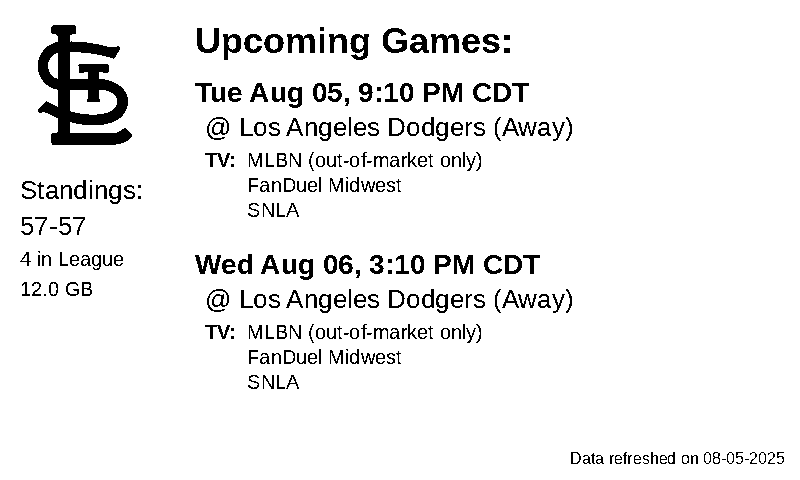 STL
Standings:
57-57
4 in League
12.0 GB
Upcoming Games:
Tue Aug 05, 9:10 PM CDT
@ Los Angeles Dodgers (Away)
TV: MLBN (out-of-market only)
FanDuel Midwest
SNLA
Wed Aug 06, 3:10 PM CDT
@ Los Angeles Dodgers (Away)
TV: MLBN (out-of-market only)
FanDuel Midwest
SNLA
Data refreshed on 08-05-2025